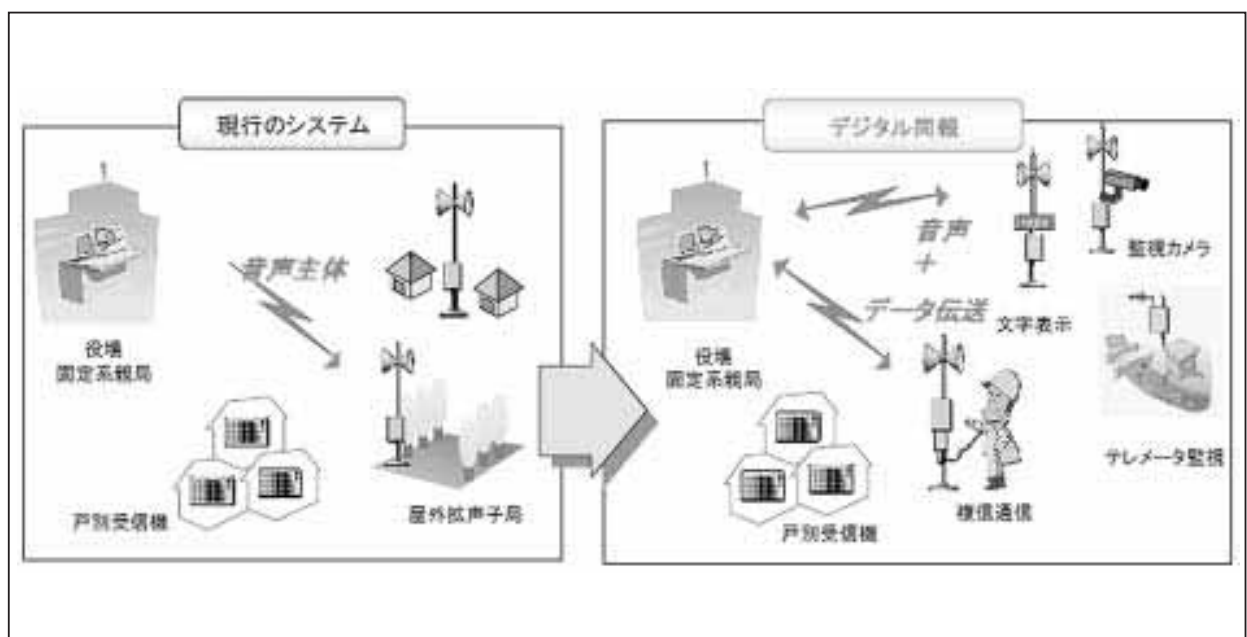 現行のシステム
音声主体
役場
固定系親局
戸別受信機
屋外拡声子局
デジタル同報
音声
+
データ伝送
役場
固定系親局
戸別受信機
文字表示
監視カメラ
複信通信
テレメータ監視